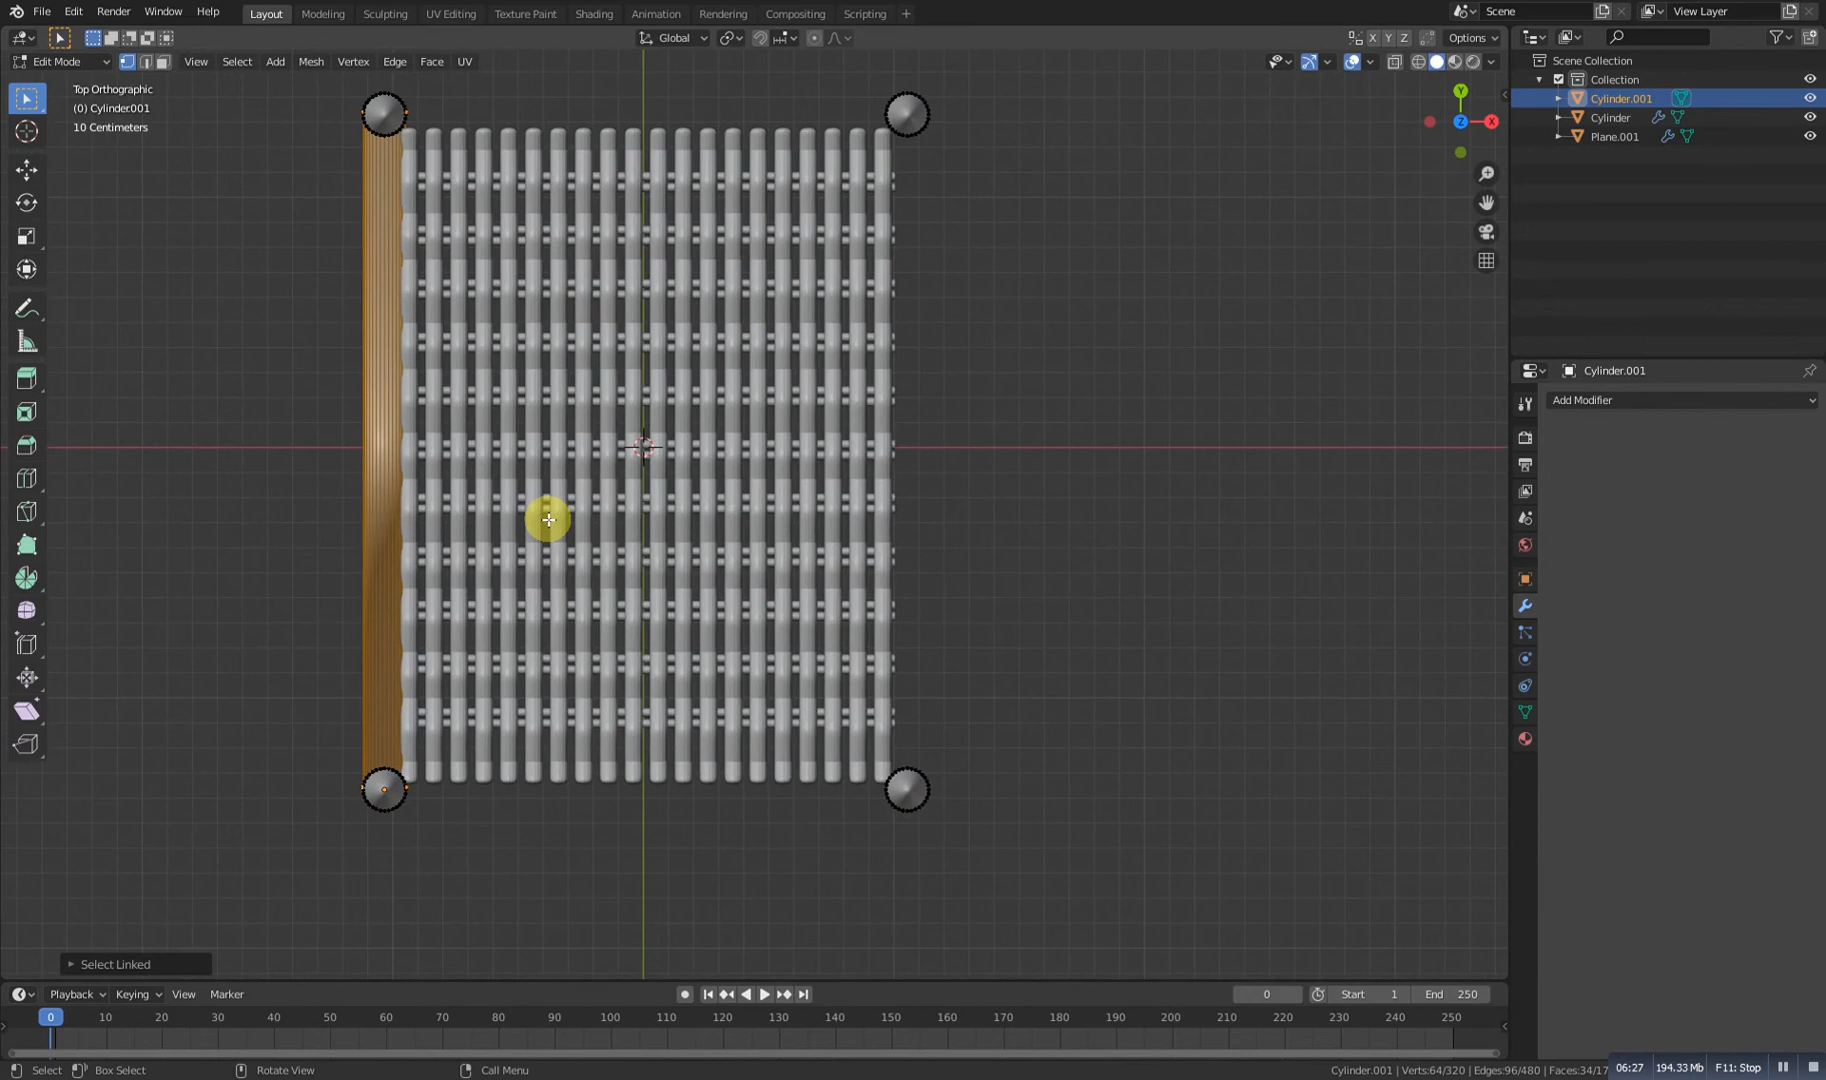 File Edit Render Window Help
Layout Modeling Sculpting UV Editing Texture Paint Shading Animation Rendering Compositing Scripting +
Scene
View Layer
Global
X Y Z
Options
Edit Mode
View Select Add Mesh Vertex Edge Face UV
Top Orthographic
(0) Cylinder.001
10 Centimeters
Y
Z
X
Scene Collection
Collection
Cylinder.001
Cylinder
Plane.001
Cylinder.001
Add Modifier
Select Linked
Playback Keying View Marker
0
Start 1
End 250
0 10 20 30 40 50 60 70 80 90 100 110 120 130 140 150 160 170 180 190 200 210 220 230 240 250
Select
Box Select
Rotate View
Call Menu
Cylinder.001 | Verts:64/320 | Edges:96/480 | Faces:34/17
06:27 194.33 Mb F11: Stop